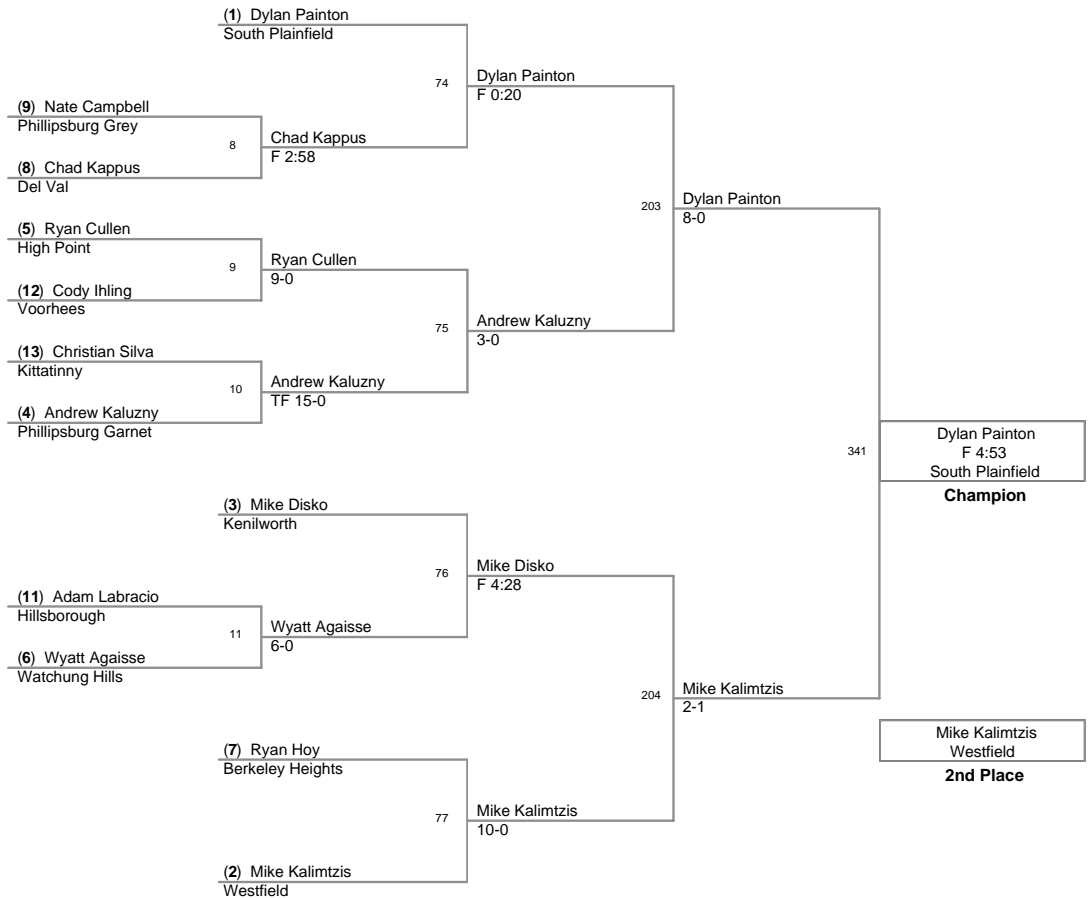 (1) Dylan Painton
South Plainfield
74
Dylan Painton
F 0:20
(9) Nate Campbell
Phillipsburg Grey
8
Chad Kappus
F 2:58
(8) Chad Kappus
Del Val
203
Dylan Painton
8-0
(5) Ryan Cullen
High Point
9
Ryan Cullen
9-0
(12) Cody Ihling
Voorhees
75
Andrew Kaluzny
3-0
(13) Christian Silva
Kittatinny
10
Andrew Kaluzny
TF 15-0
(4) Andrew Kaluzny
Phillipsburg Garnet
341
Dylan Painton
F 4:53
South Plainfield
Champion
(3) Mike Disko
Kenilworth
76
Mike Disko
F 4:28
(11) Adam Labracio
Hillsborough
11
Wyatt Agaisse
6-0
(6) Wyatt Agaisse
Watchung Hills
204
Mike Kalimtzis
2-1
Mike Kalimtzis
Westfield
2nd Place
(7) Ryan Hoy
Berkeley Heights
77
Mike Kalimtzis
10-0
(2) Mike Kalimtzis
Westfield